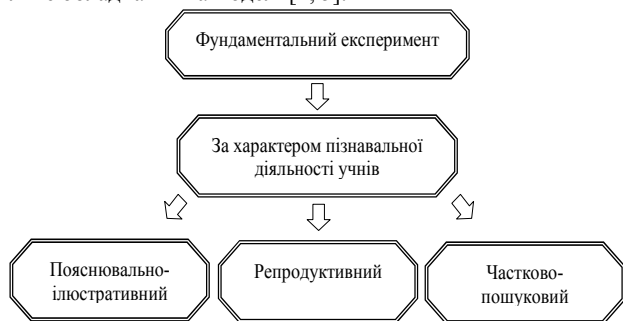 Фундаментальний експеримент
За характером пізнавальної
діяльності учнів
Пояснювально-
ілюстративний
Репродуктивний
Частково-
пошуковий